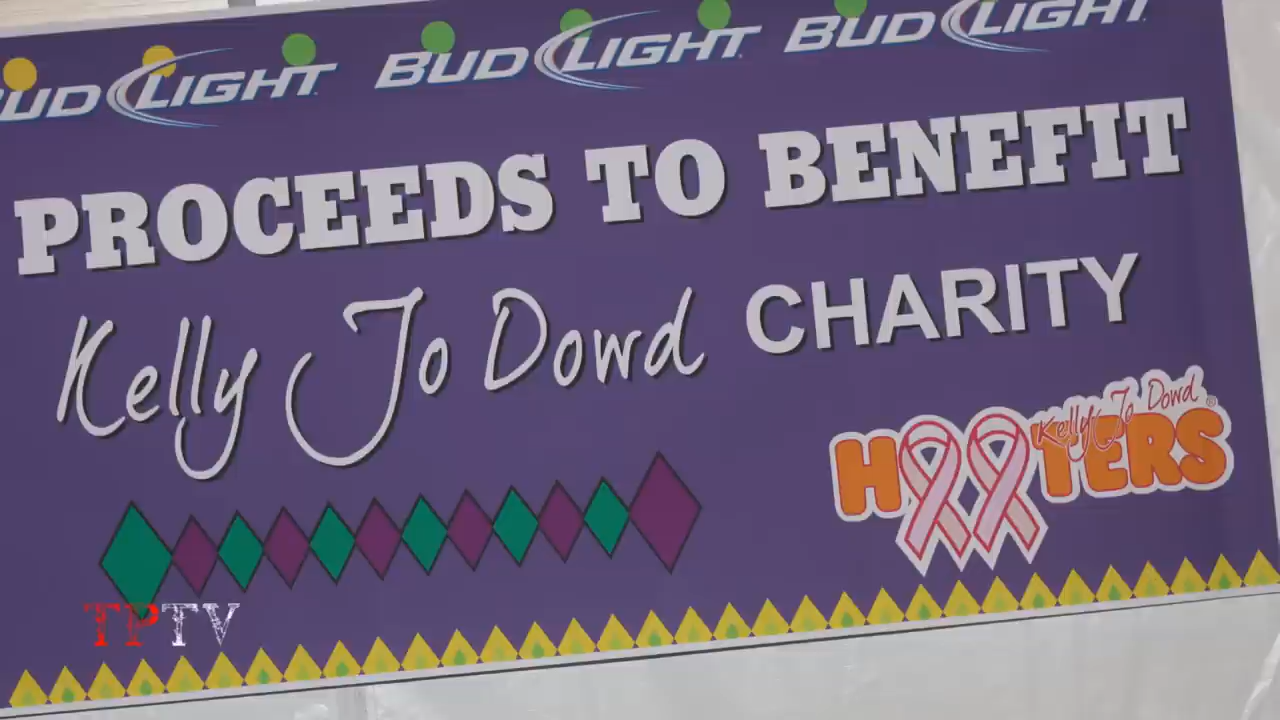 BUD LIGHT BUD LIGHT BUD LIGHT
PROCEEDS TO BENEFIT
Kelly Jo Dowd CHARITY
Kelly Jo Dowd
HOOTERS®
TPTV